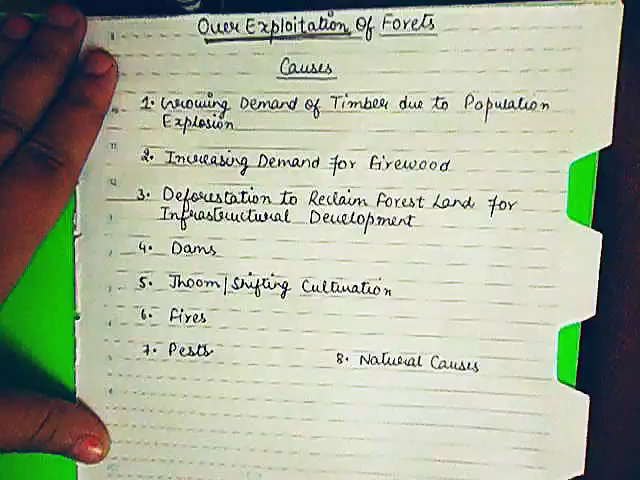 Over Exploitation Of Forets
Causes
1. Growing Demand of Timber due to Population
Explosion
2. Increasing Demand for Firewood
3. Deforestation to Reclaim Forest Land for
Infrastructural Development
4. Dams
5. Jhoom/Shifting Cultivation
6. Fires
7. Pests
8. Natural Causes